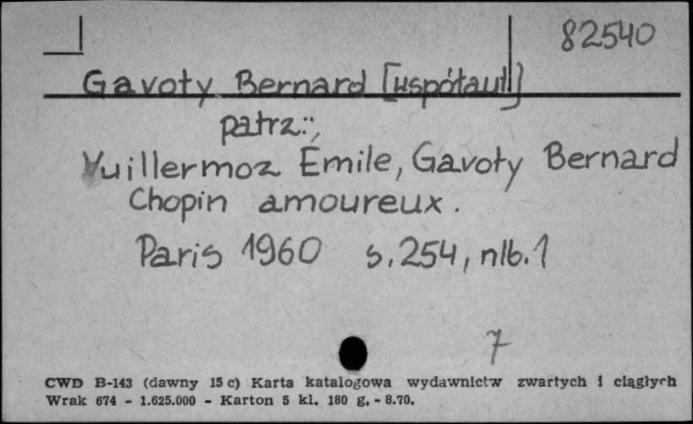 82540
Gavoty Bernard [współaut]
patrz:
Vuillermoz Emile, Gavoty Bernard
Chopin amoureux.
Paris 1960 s. 254, nlb. 1
7
CWD B-143 (dawny 15 c) Karta katalogowa wydawnictw zwartych i ciągłych
Wrak 674 - 1.625.000 - Karton 5 kl. 180 g. - 8.70.